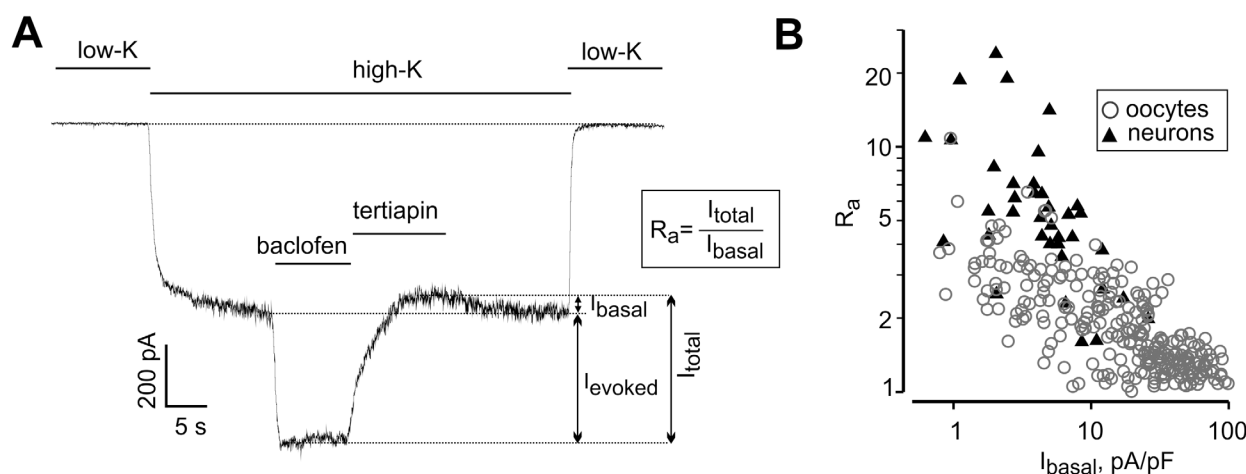 A
low-K
high-K
low-K
baclofen
tertiapin
Ra= Itotal
Ibasal
Ibasal
Ievoked
Itotal
200 pA
5 s
B
oocytes
neurons
Ra
20
10
5
2
1
1
10
100
Ibasal, pA/pF